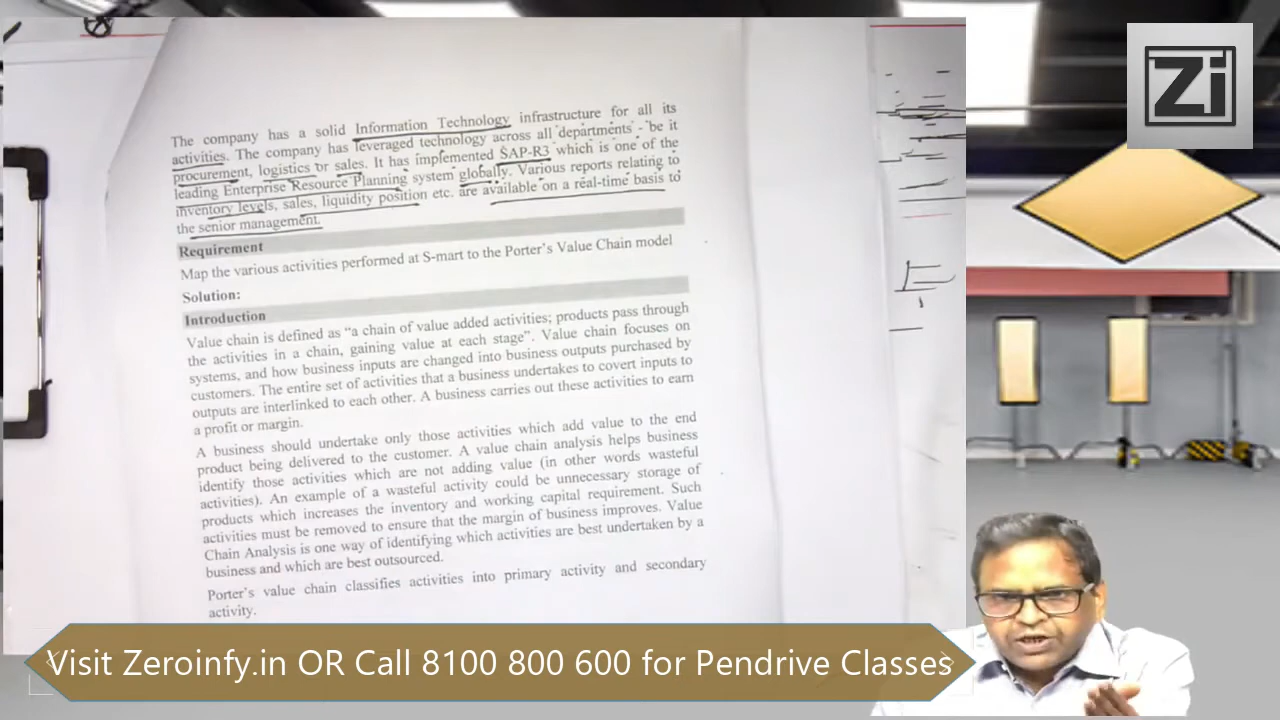 Zi
The company has a solid Information Technology infrastructure for all its
activities. The company has leveraged technology across all departments - be it
procurement, logistics or sales. It has implemented SAP-R3 which is one of the
leading Enterprise Resource Planning system globally. Various reports relating to
inventory levels, sales, liquidity position etc. are available on a real-time basis to
the senior management.
Requirement
Map the various activities performed at S-mart to the Porter's Value Chain model
Solution:
Introduction
Value chain is defined as "a chain of value added activities; products pass through
the activities in a chain, gaining value at each stage". Value chain focuses on
systems, and how business inputs are changed into business outputs purchased by
customers. The entire set of activities that a business undertakes to covert inputs to
outputs are interlinked to each other. A business carries out these activities to earn
a profit or margin.
A business should undertake only those activities which add value to the end
product being delivered to the customer. A value chain analysis helps business
identify those activities which are not adding value (in other words wasteful
activities). An example of a wasteful activity could be unnecessary storage of
products which increases the inventory and working capital requirement. Such
activities must be removed to ensure that the margin of business improves. Value
Chain Analysis is one way of identifying which activities are best undertaken by a
business and which are best outsourced.
Porter's value chain classifies activities into primary activity and secondary
activity.
Visit Zeroinfy.in OR Call 8100 800 600 for Pendrive Classes